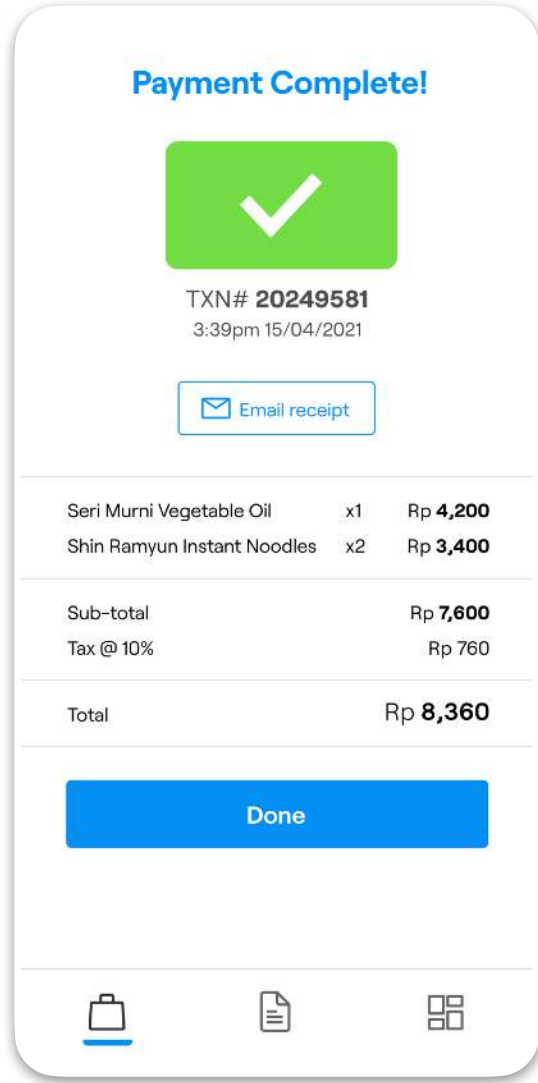 Payment Complete!
TXN# 20249581
3:39pm 15/04/2021
Email receipt
Seri Murni Vegetable Oil x1 Rp 4,200
Shin Ramyun Instant Noodles x2 Rp 3,400
Sub-total Rp 7,600
Tax @ 10% Rp 760
Total Rp 8,360
Done